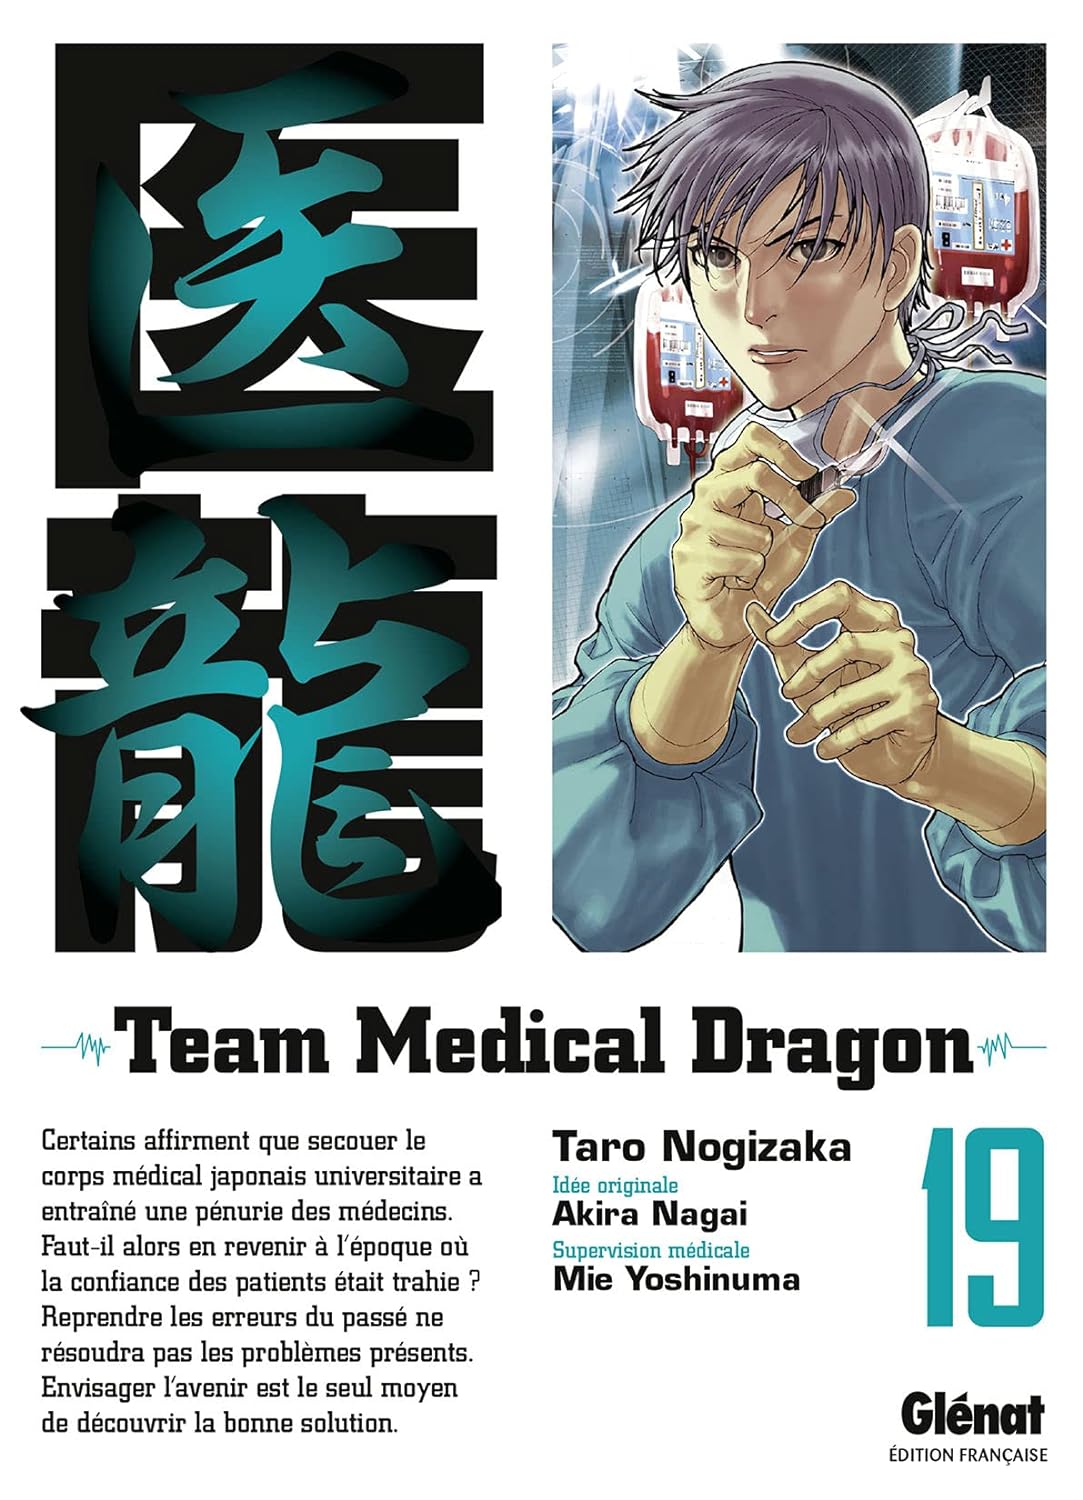 医
龍
Team Medical Dragon
Certains affirment que secouer le
corps médical japonais universitaire a
entraîné une pénurie des médecins.
Faut-il alors en revenir à l'époque où
la confiance des patients était trahie ?
Reprendre les erreurs du passé ne
résoudra pas les problèmes présents.
Envisager l'avenir est le seul moyen
de découvrir la bonne solution.
Taro Nogizaka
Idée originale
Akira Nagai
Supervision médicale
Mie Yoshinuma
19
Glénat
ÉDITION FRANÇAISE